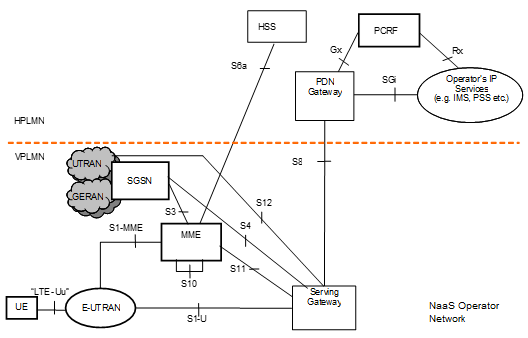 HSS
PCRF
S6a
Gx
Rx
PDN
Gateway
SGi
Operator's IP
Services
(e.g. IMS, PSS etc.)
HPLMN
VPLMN
S8
UTRAN
SGSN
GERAN
S12
S3
S4
S1-MME
MME
S11
S10
"LTE-Uu"
UE
E-UTRAN
S1-U
Serving
Gateway
NaaS Operator
Network